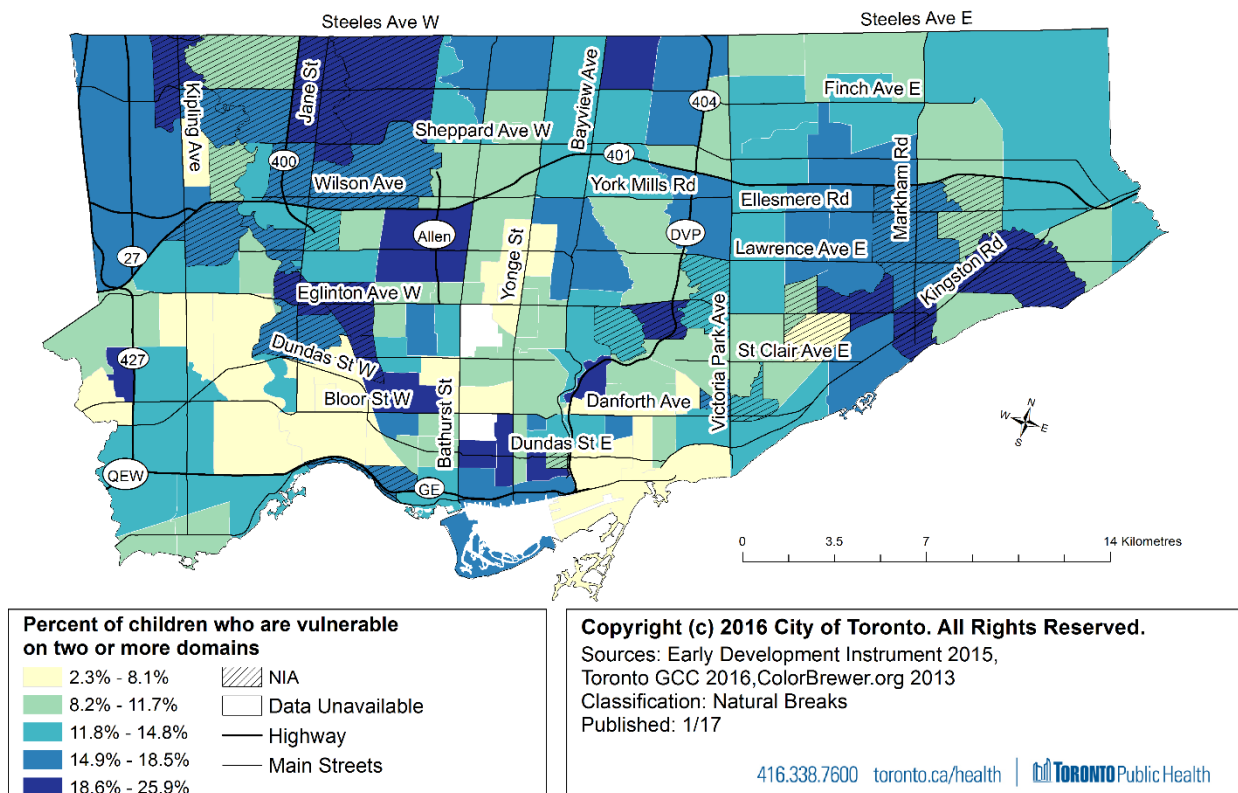 Steeles Ave W
Steeles Ave E
Kipling Ave
Jane St
Bayview Ave
404
Finch Ave E
Sheppard Ave W
400
401
Markham Rd
Wilson Ave
York Mills Rd
Ellesmere Rd
Allen
Yonge St
DVP
Lawrence Ave E
27
Kingston Rd
Eglinton Ave W
Victoria Park Ave
427
Dundas St W
St Clair Ave E
Bloor St W
Bathurst St
Danforth Ave
Dundas St E
QEW
GE
N
W
E
S
0 3.5 7 14 Kilometres
Percent of children who are vulnerable
on two or more domains
2.3% - 8.1%
8.2% - 11.7%
11.8% - 14.8%
14.9% - 18.5%
18.6% - 25.9%
NIA
Data Unavailable
Highway
Main Streets
Copyright (c) 2016 City of Toronto. All Rights Reserved.
Sources: Early Development Instrument 2015,
Toronto GCC 2016,ColorBrewer.org 2013
Classification: Natural Breaks
Published: 1/17
416.338.7600 toronto.ca/health TORONTO Public Health